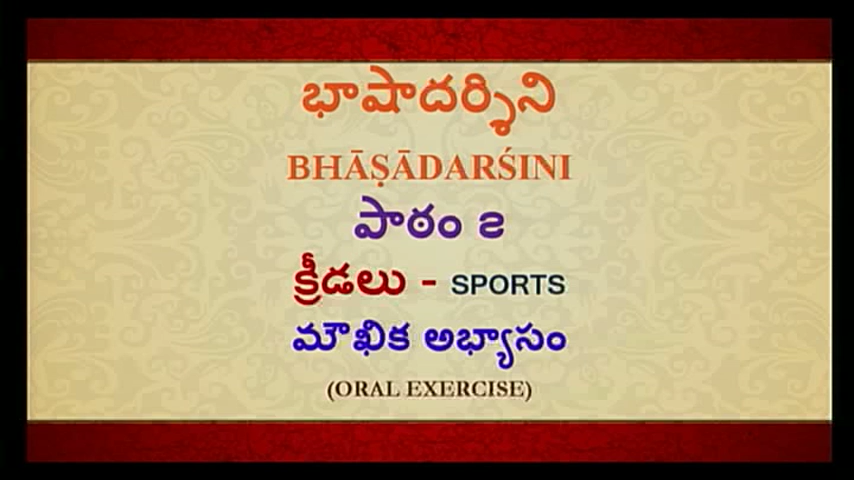 భాషాదర్శిని
BHĀṢĀDARŚINI
పాఠం ౭
క్రీడలు - SPORTS
మౌఖిక అభ్యాసం
(ORAL EXERCISE)